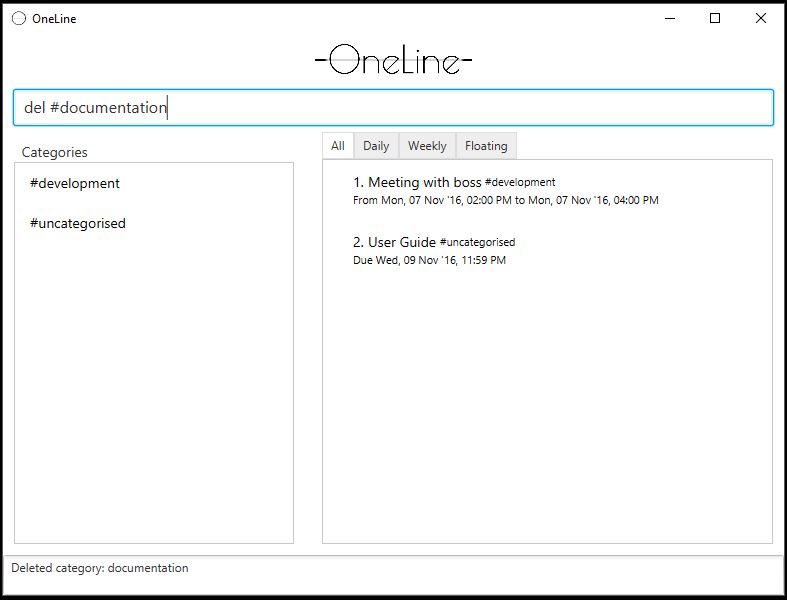 OneLine
-OneLine-
del #documentation
Categories
#development
#uncategorised
All Daily Weekly Floating
1. Meeting with boss #development
From Mon, 07 Nov '16, 02:00 PM to Mon, 07 Nov '16, 04:00 PM
2. User Guide #uncategorised
Due Wed, 09 Nov '16, 11:59 PM
Deleted category: documentation